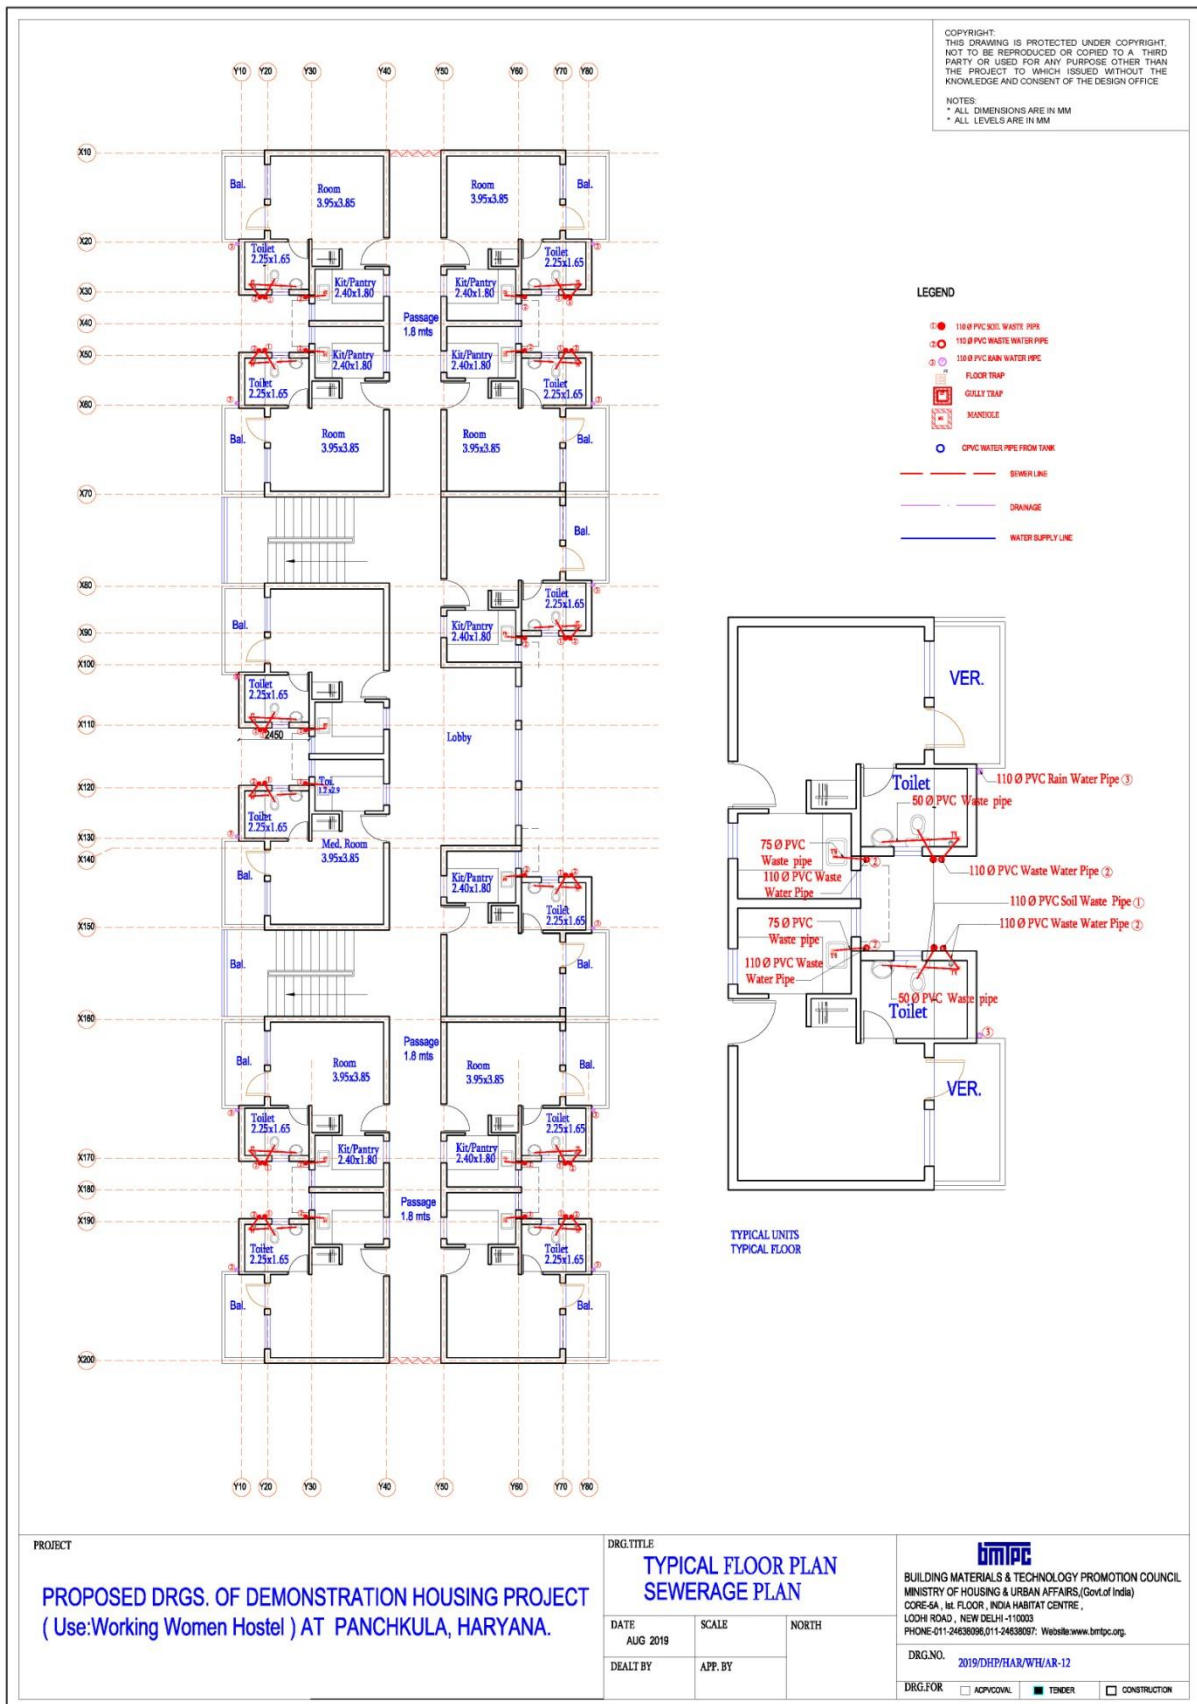 COPYRIGHT:
THIS DRAWING IS PROTECTED UNDER COPYRIGHT,
NOT TO BE REPRODUCED OR COPIED TO A THIRD
PARTY OR USED FOR ANY PURPOSE OTHER THAN
THE PROJECT TO WHICH ISSUED WITHOUT THE
KNOWLEDGE AND CONSENT OF THE DESIGN OFFICE
NOTES:
* ALL DIMENSIONS ARE IN MM
* ALL LEVELS ARE IN MM
Y10 Y20 Y30 Y40 Y50 Y60 Y70 Y80
X10
Bal. Room 3.95x3.85 Room 3.95x3.85 Bal.
X20
Toilet 2.25x1.65 Toilet 2.25x1.65
Kit/Pantry 2.40x1.80 Kit/Pantry 2.40x1.80
X30
Passage 1.8 mts
X40
X50
Kit/Pantry 2.40x1.80 Kit/Pantry 2.40x1.80
Toilet 2.25x1.65 Toilet 2.25x1.65
X60
Bal. Room 3.95x3.85 Room 3.95x3.85 Bal.
X70
Bal.
X80
Toilet 2.25x1.65
Bal. Kit/Pantry 2.40x1.80
X90
X100
Toilet 2.25x1.65
X110
2450
Lobby
X120
Toi. 1.2x2.9
Toilet 2.25x1.65
X130
Med. Room 3.95x3.85
X140
Bal. Kit/Pantry 2.40x1.80
Toilet 2.25x1.65
X150
Bal. Bal.
X160
Passage 1.8 mts
Bal. Room 3.95x3.85 Room 3.95x3.85 Bal.
Toilet 2.25x1.65 Toilet 2.25x1.65
Kit/Pantry 2.40x1.80 Kit/Pantry 2.40x1.80
X170
X180
Passage 1.8 mts
X190
Toilet 2.25x1.65 Toilet 2.25x1.65
Bal. Bal.
X200
Y10 Y20 Y30 Y40 Y50 Y60 Y70 Y80
LEGEND
① 110 Ø PVC SOIL WASTE PIPE
② 110 Ø PVC WASTE WATER PIPE
③ 110 Ø PVC RAIN WATER PIPE
FLOOR TRAP
GULLY TRAP
MANHOLE
CPVC WATER PIPE FROM TANK
SEWER LINE
DRAINAGE
WATER SUPPLY LINE
VER.
110 Ø PVC Rain Water Pipe ③
Toilet
50 Ø PVC Waste pipe
75 Ø PVC
Waste pipe
②
110 Ø PVC Waste Water Pipe ②
110 Ø PVC Waste
Water Pipe
110 Ø PVC Soil Waste Pipe ①
75 Ø PVC
Waste pipe
110 Ø PVC Waste Water Pipe ②
②
110 Ø PVC Waste
Water Pipe
50 Ø PVC Waste pipe
Toilet
③
VER.
TYPICAL UNITS
TYPICAL FLOOR
PROJECT
PROPOSED DRGS. OF DEMONSTRATION HOUSING PROJECT
( Use:Working Women Hostel ) AT PANCHKULA, HARYANA.
DRG.TITLE
TYPICAL FLOOR PLAN
SEWERAGE PLAN
DATE SCALE NORTH
AUG 2019
DEALT BY APP. BY
bmtpc
BUILDING MATERIALS & TECHNOLOGY PROMOTION COUNCIL
MINISTRY OF HOUSING & URBAN AFFAIRS,(Govt.of India)
CORE-5A , Ist. FLOOR , INDIA HABITAT CENTRE ,
LODHI ROAD , NEW DELHI -110003
PHONE-011-24638096,011-24638097: Website:www.bmtpc.org.
DRG.NO. 2019/DHP/HAR/WH/AR-12
DRG.FOR ACPVCOVAL TENDER CONSTRUCTION